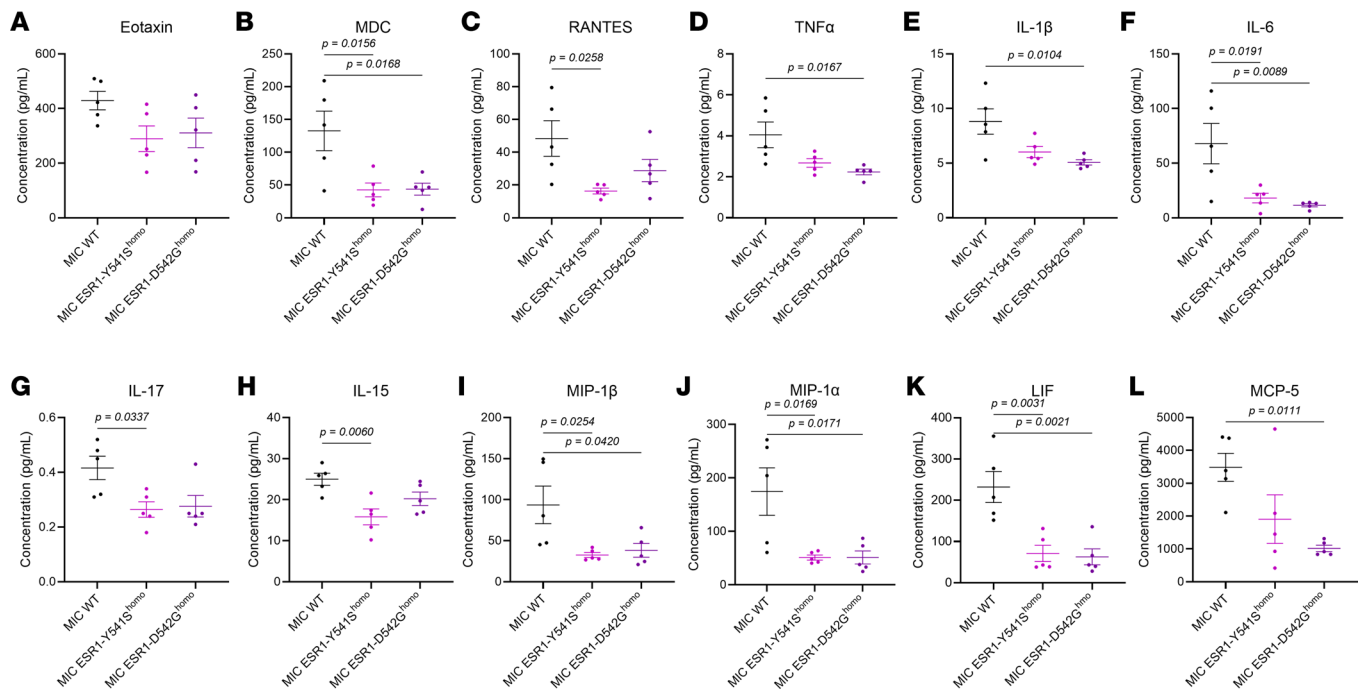 A
Eotaxin
Concentration (pg/mL)
600
400
200
0
MIC WT
MIC ESR1-Y541S^homo
MIC ESR1-D542G^homo
B
MDC
p = 0.0156
p = 0.0168
Concentration (pg/mL)
250
200
150
100
50
0
MIC WT
MIC ESR1-Y541S^homo
MIC ESR1-D542G^homo
C
RANTES
p = 0.0258
Concentration (pg/mL)
100
80
60
40
20
0
MIC WT
MIC ESR1-Y541S^homo
MIC ESR1-D542G^homo
D
TNFα
p = 0.0167
Concentration (pg/mL)
8
6
4
2
0
MIC WT
MIC ESR1-Y541S^homo
MIC ESR1-D542G^homo
E
IL-1β
p = 0.0104
Concentration (pg/mL)
15
10
5
0
MIC WT
MIC ESR1-Y541S^homo
MIC ESR1-D542G^homo
F
IL-6
p = 0.0191
p = 0.0089
Concentration (pg/mL)
150
100
50
0
MIC WT
MIC ESR1-Y541S^homo
MIC ESR1-D542G^homo
G
IL-17
p = 0.0337
Concentration (pg/mL)
0.6
0.4
0.2
0.0
MIC WT
MIC ESR1-Y541S^homo
MIC ESR1-D542G^homo
H
IL-15
p = 0.0060
Concentration (pg/mL)
40
30
20
10
0
MIC WT
MIC ESR1-Y541S^homo
MIC ESR1-D542G^homo
I
MIP-1β
p = 0.0254
p = 0.0420
Concentration (pg/mL)
200
150
100
50
0
MIC WT
MIC ESR1-Y541S^homo
MIC ESR1-D542G^homo
J
MIP-1α
p = 0.0169
p = 0.0171
Concentration (pg/mL)
300
200
100
0
MIC WT
MIC ESR1-Y541S^homo
MIC ESR1-D542G^homo
K
LIF
p = 0.0031
p = 0.0021
Concentration (pg/mL)
400
300
200
100
0
MIC WT
MIC ESR1-Y541S^homo
MIC ESR1-D542G^hmo
L
MCP-5
p = 0.0111
Concentration (pg/mL)
5000
4000
3000
2000
1000
0
MIC WT
MIC ESR1-Y541S^homo
MIC ESR1-D542G^homo